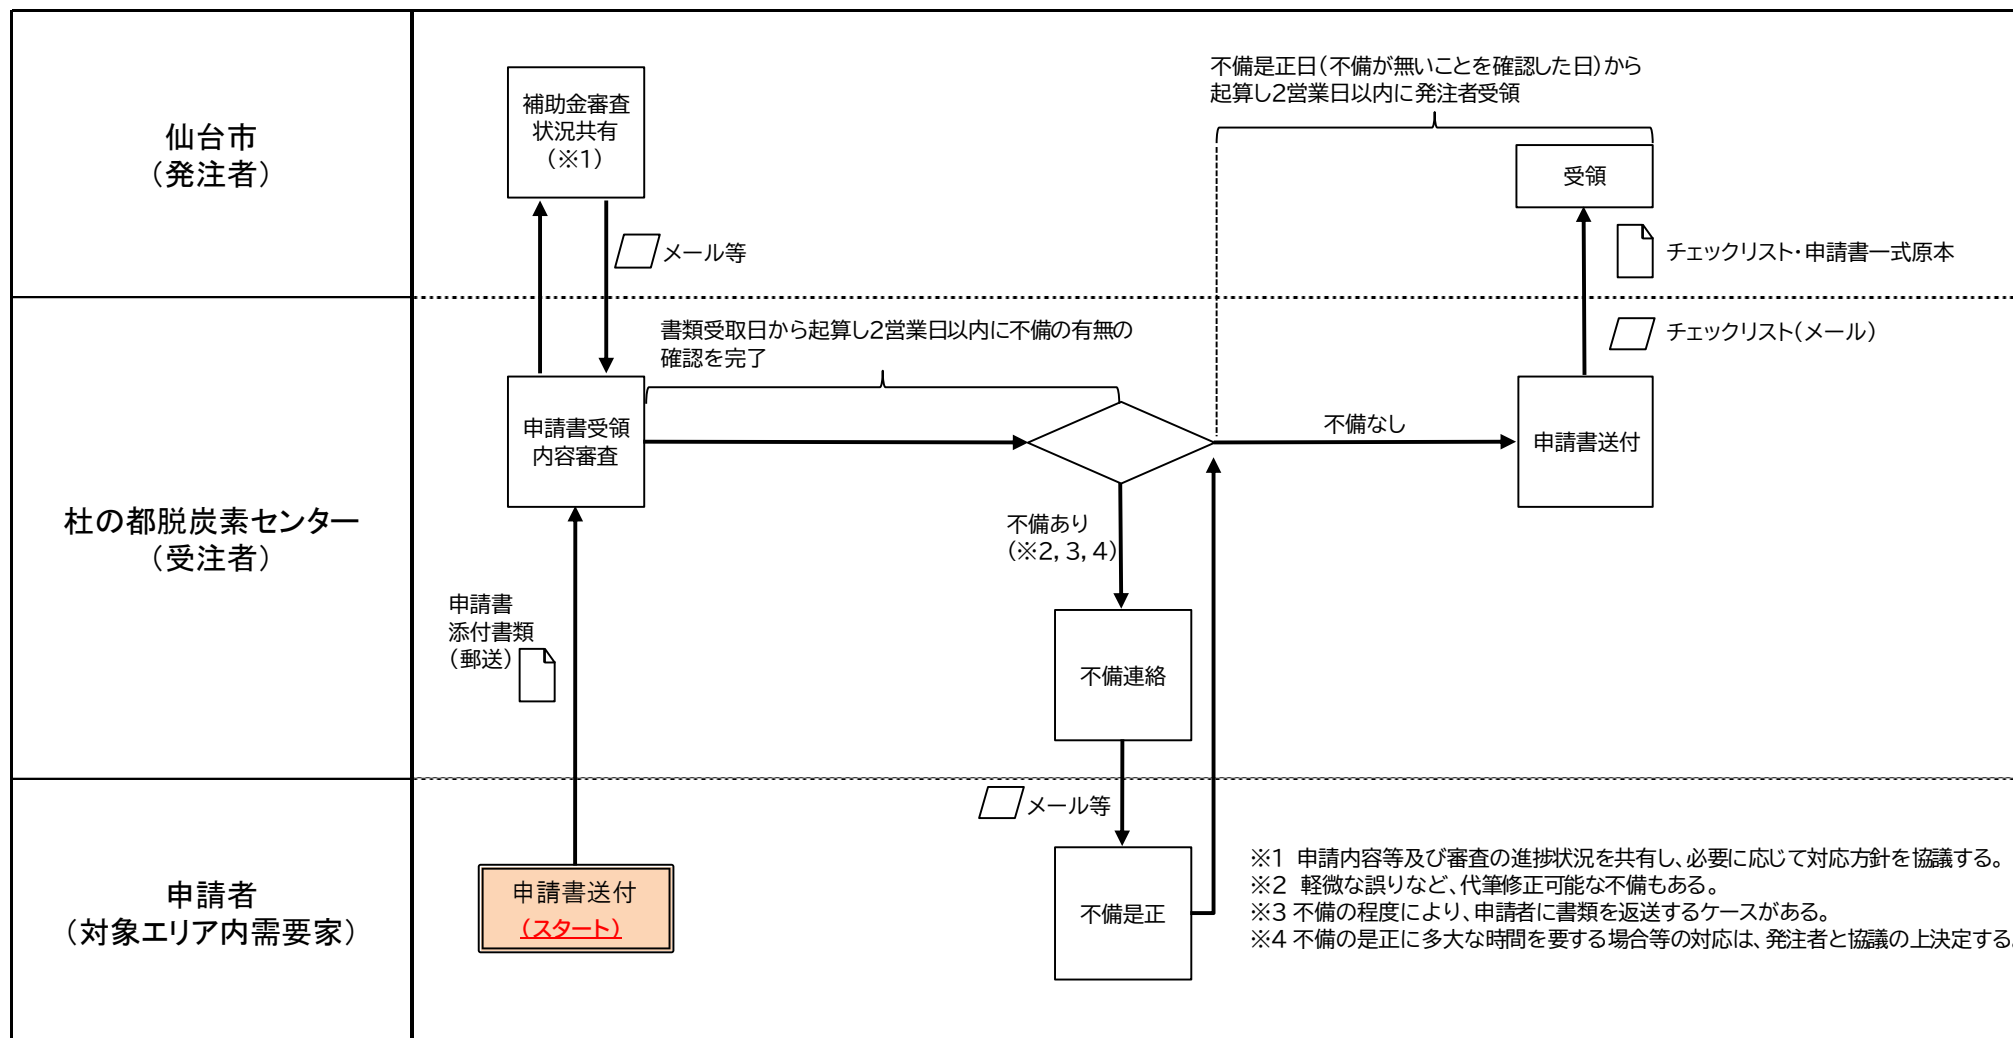 仙台市
（発注者）
補助金審査
状況共有
（※1）
メール等
不備是正日（不備が無いことを確認した日）から
起算し2営業日以内に発注者受領
受領
チェックリスト・申請書一式原本
杜の都脱炭素センター
（受注者）
書類受取日から起算し2営業日以内に不備の有無の
確認を完了
チェックリスト（メール）
申請書受領
内容審査
不備なし
申請書送付
不備あり
（※2，3，4）
申請書
添付書類
（郵送）
不備連絡
申請者
（対象エリア内需要家）
メール等
申請書送付
（スタート）
不備是正
※1 申請内容等及び審査の進捗状況を共有し、必要に応じて対応方針を協議する。
※2 軽微な誤りなど、代筆修正可能な不備もある。
※3 不備の程度により、申請者に書類を返送するケースがある。
※4 不備の是正に多大な時間を要する場合等の対応は、発注者と協議の上決定する。